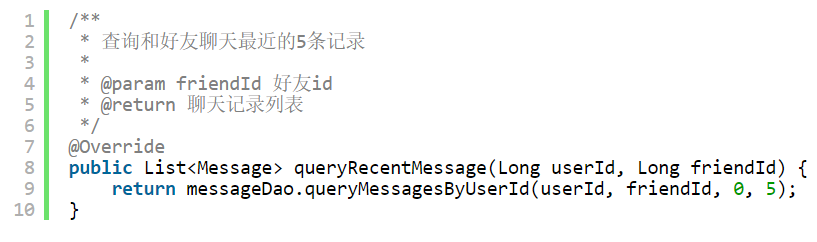 1 /**
2  * 查询和好友聊天最近的5条记录
3  *
4  * @param friendId 好友id
5  * @return 聊天记录列表
6  */
7 @Override
8 public List<Message> queryRecentMessage(Long userId, Long friendId) {
9     return messageDao.queryMessagesByUserId(userId, friendId, 0, 5);
10 }